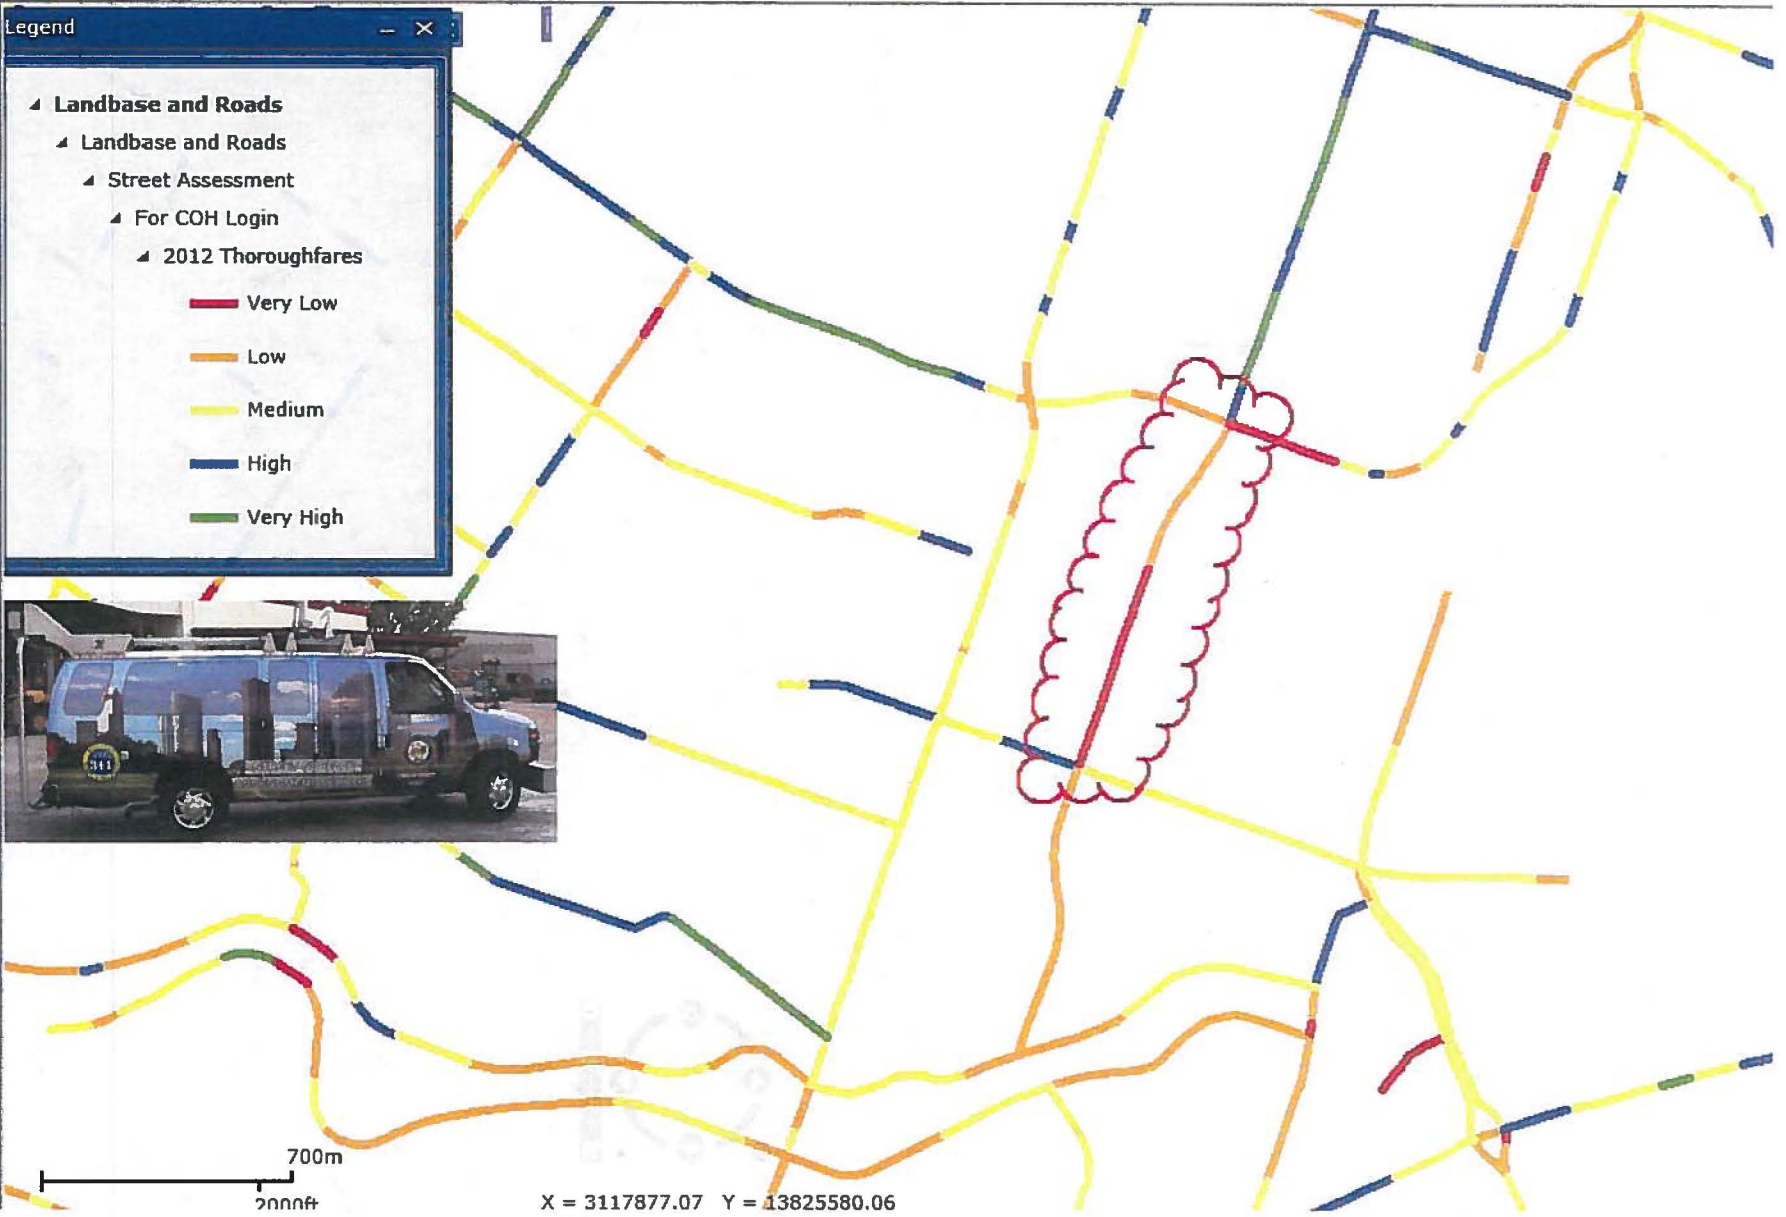 Legend
Landbase and Roads
Landbase and Roads
Street Assessment
For COH Login
2012 Thoroughfares
Very Low
Low
Medium
High
Very High
311
700m
2000ft
X = 3117877.07 Y = 13825580.06